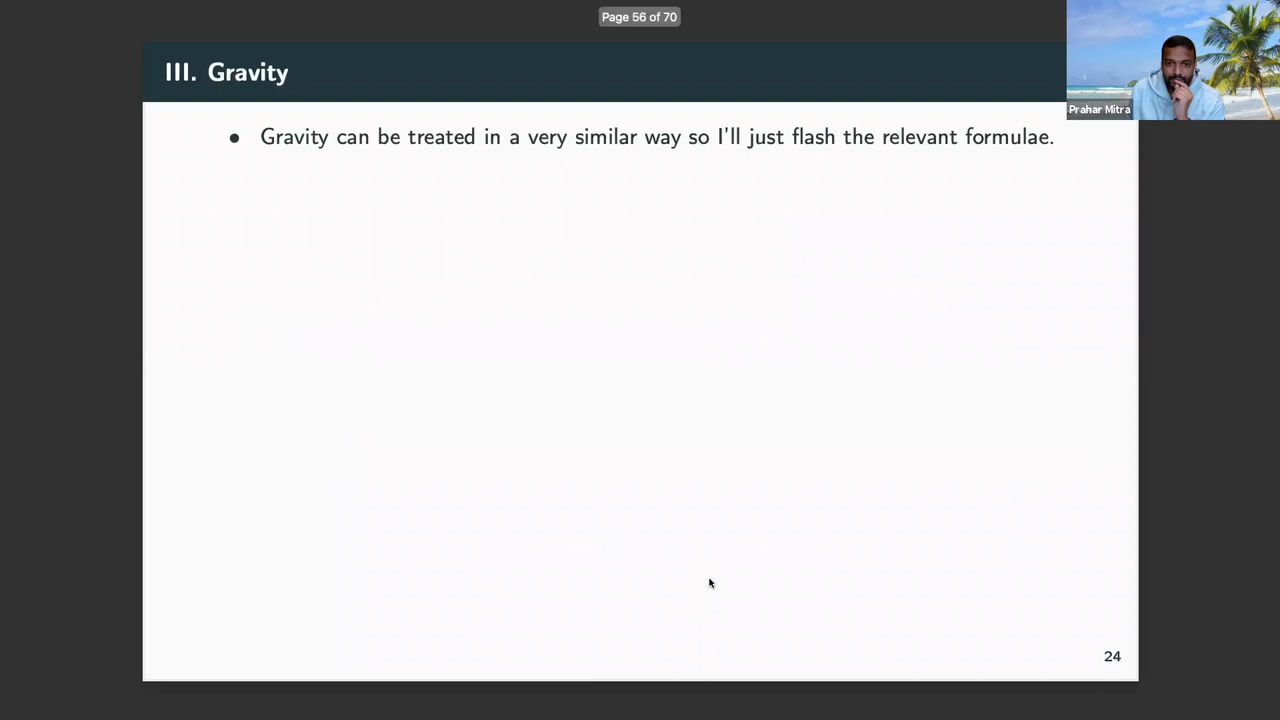 Page 56 of 70
III. Gravity
Prahar Mitra
• Gravity can be treated in a very similar way so I'll just flash the relevant formulae.
24